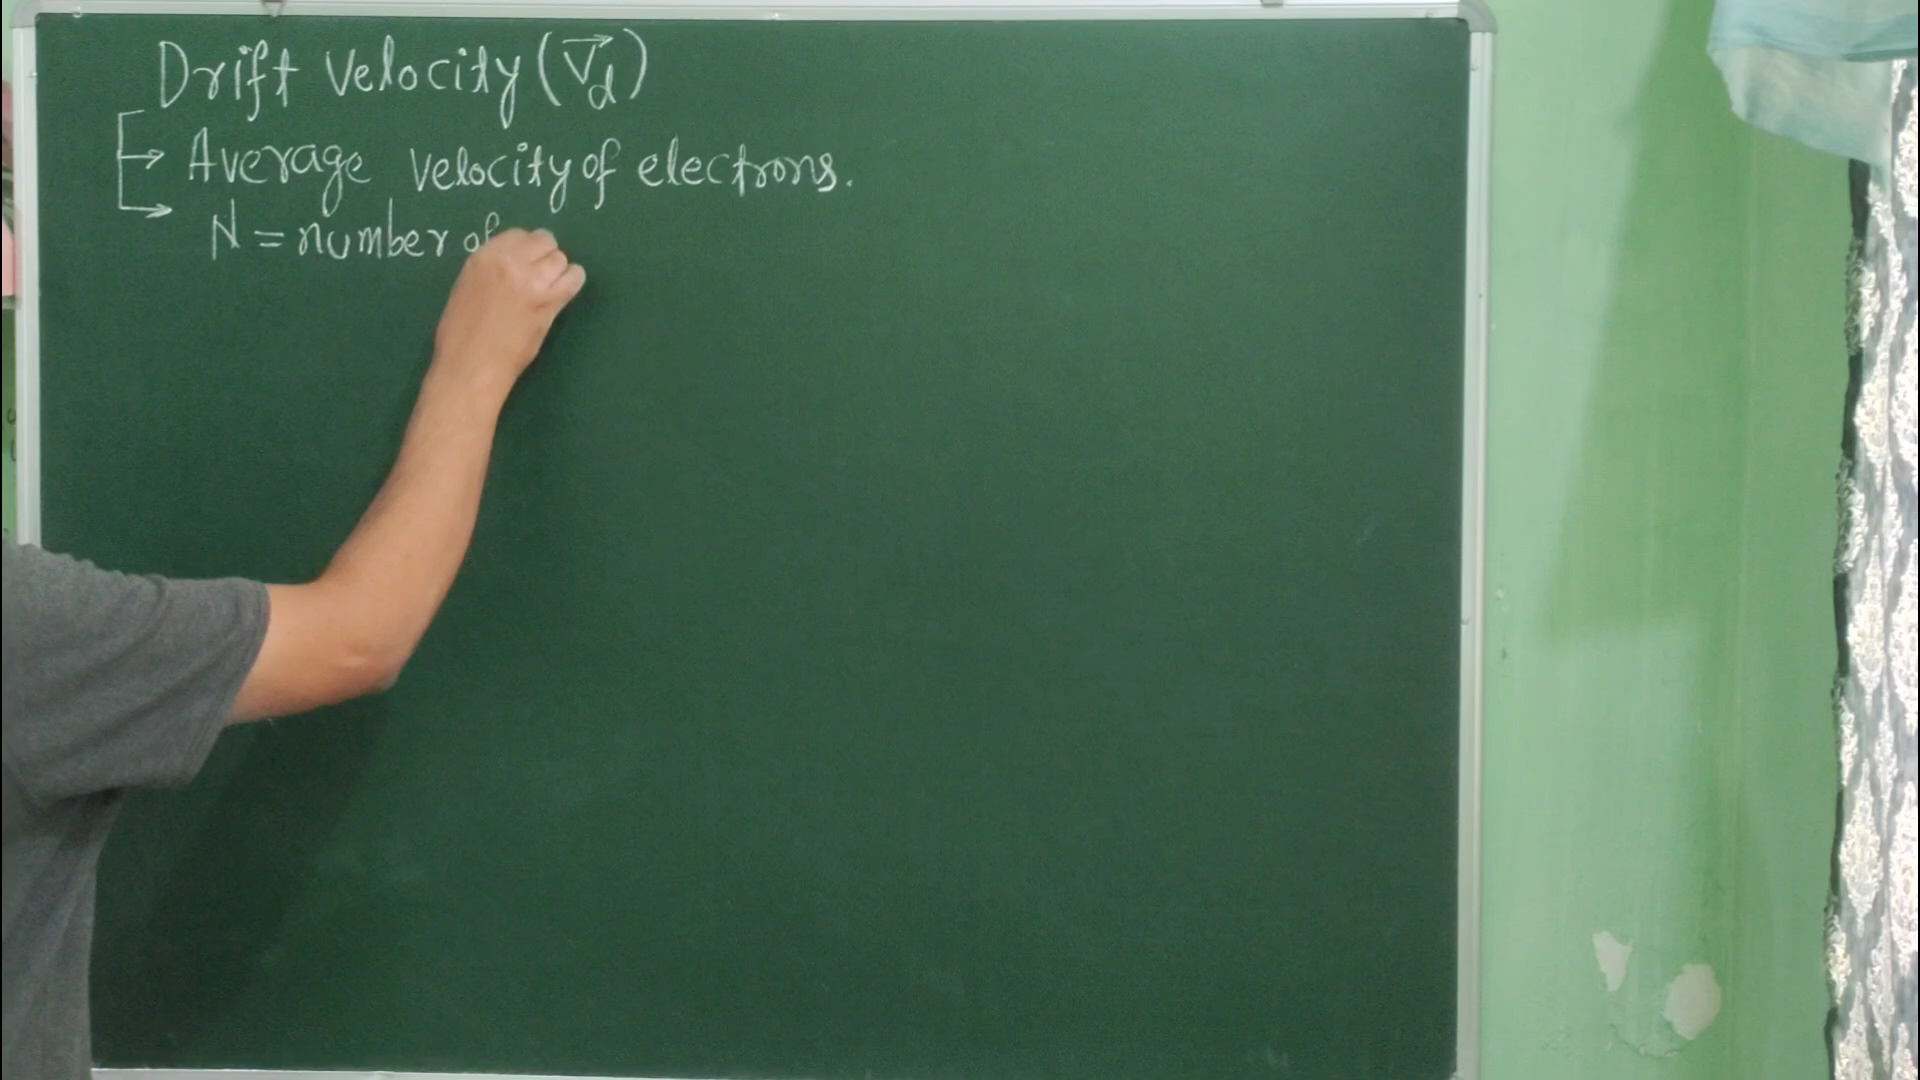 Drift Velocity (V⃗d)
→ Average velocity of electrons.
→ N = number of